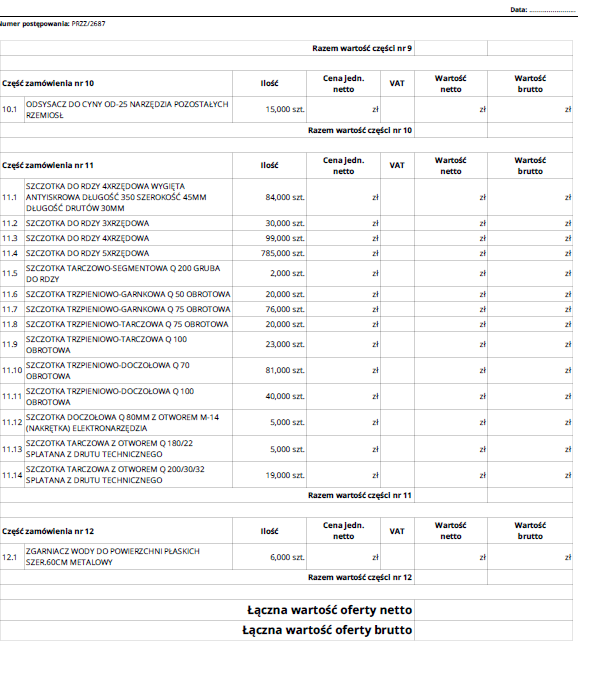 Data: ........................
Numer postępowania: PRZZ/2687
Razem wartość części nr 9
Część zamówienia nr 10 Ilość Cena jedn. netto VAT Wartość netto Wartość brutto
10.1 ODSYSACZ DO CYNY OD-25 NARZĘDZIA POZOSTAŁYCH RZEMIOSŁ 15,000 szt. zł zł zł
Razem wartość części nr 10
Część zamówienia nr 11 Ilość Cena jedn. netto VAT Wartość netto Wartość brutto
11.1 SZCZOTKA DO RDZY 4XRZĘDOWA WYGIĘTA ANTYISKROWA DŁUGOŚĆ 350 SZEROKOŚĆ 45MM DŁUGOŚĆ DRUTÓW 30MM 84,000 szt. zł zł zł
11.2 SZCZOTKA DO RDZY 3XRZĘDOWA 30,000 szt. zł zł zł
11.3 SZCZOTKA DO RDZY 4XRZĘDOWA 99,000 szt. zł zł zł
11.4 SZCZOTKA DO RDZY 5XRZĘDOWA 785,000 szt. zł zł zł
11.5 SZCZOTKA TARCZOWO-SEGMENTOWA Q 200 GRUBA DO RDZY 2,000 szt. zł zł zł
11.6 SZCZOTKA TRZPIENIOWO-GARNKOWA Q 50 OBROTOWA 20,000 szt. zł zł zł
11.7 SZCZOTKA TRZPIENIOWO-GARNKOWA Q 75 OBROTOWA 76,000 szt. zł zł zł
11.8 SZCZOTKA TRZPIENIOWO-TARCZOWA Q 75 OBROTOWA 20,000 szt. zł zł zł
11.9 SZCZOTKA TRZPIENIOWO-TARCZOWA Q 100 OBROTOWA 23,000 szt. zł zł zł
11.10 SZCZOTKA TRZPIENIOWO-DOCZOŁOWA Q 70 OBROTOWA 81,000 szt. zł zł zł
11.11 SZCZOTKA TRZPIENIOWO-DOCZOŁOWA Q 100 OBROTOWA 40,000 szt. zł zł zł
11.12 SZCZOTKA DOCZOŁOWA Q 80MM Z OTWOREM M-14 (NAKRĘTKA) ELEKTRONARZĘDZIA 5,000 szt. zł zł zł
11.13 SZCZOTKA TARCZOWA Z OTWOREM Q 180/22 SPLATANA Z DRUTU TECHNICZNEGO 5,000 szt. zł zł zł
11.14 SZCZOTKA TARCZOWA Z OTWOREM Q 200/30/32 SPLATANA Z DRUTU TECHNICZNEGO 19,000 szt. zł zł zł
Razem wartość części nr 11
Część zamówienia nr 12 Ilość Cena jedn. netto VAT Wartość netto Wartość brutto
12.1 ZGARNIACZ WODY DO POWIERZCHNI PŁASKICH SZER.60CM METALOWY 6,000 szt. zł zł zł
Razem wartość części nr 12
Łączna wartość oferty netto
Łączna wartość oferty brutto